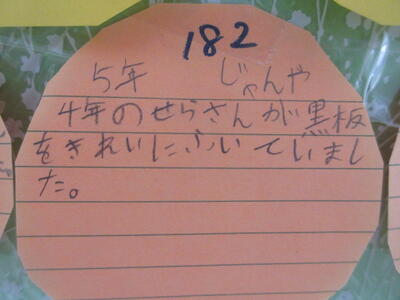 182
5年 じゃんや
4年のせらさんが黒板
をきれいにふいていまし
た。